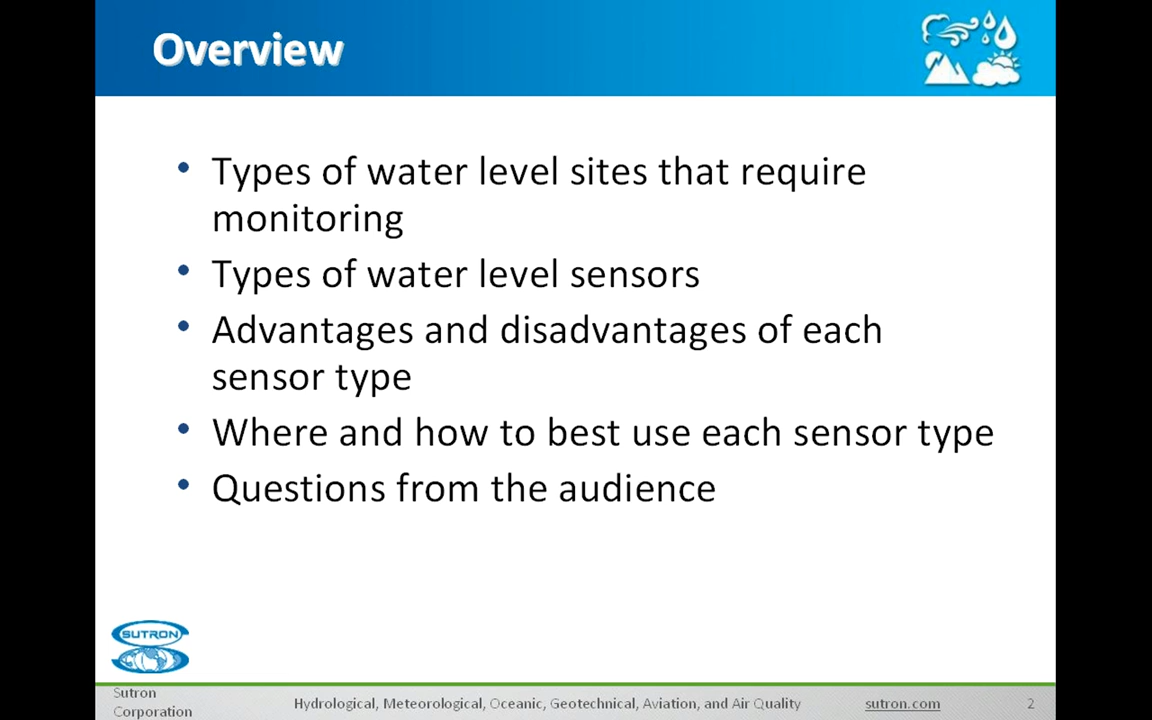 Overview
• Types of water level sites that require
monitoring
• Types of water level sensors
• Advantages and disadvantages of each
sensor type
• Where and how to best use each sensor type
• Questions from the audience
SUTRON
Sutron
Corporation
Hydrological, Meteorological, Oceanic, Geotechnical, Aviation, and Air Quality
sutron.com
2